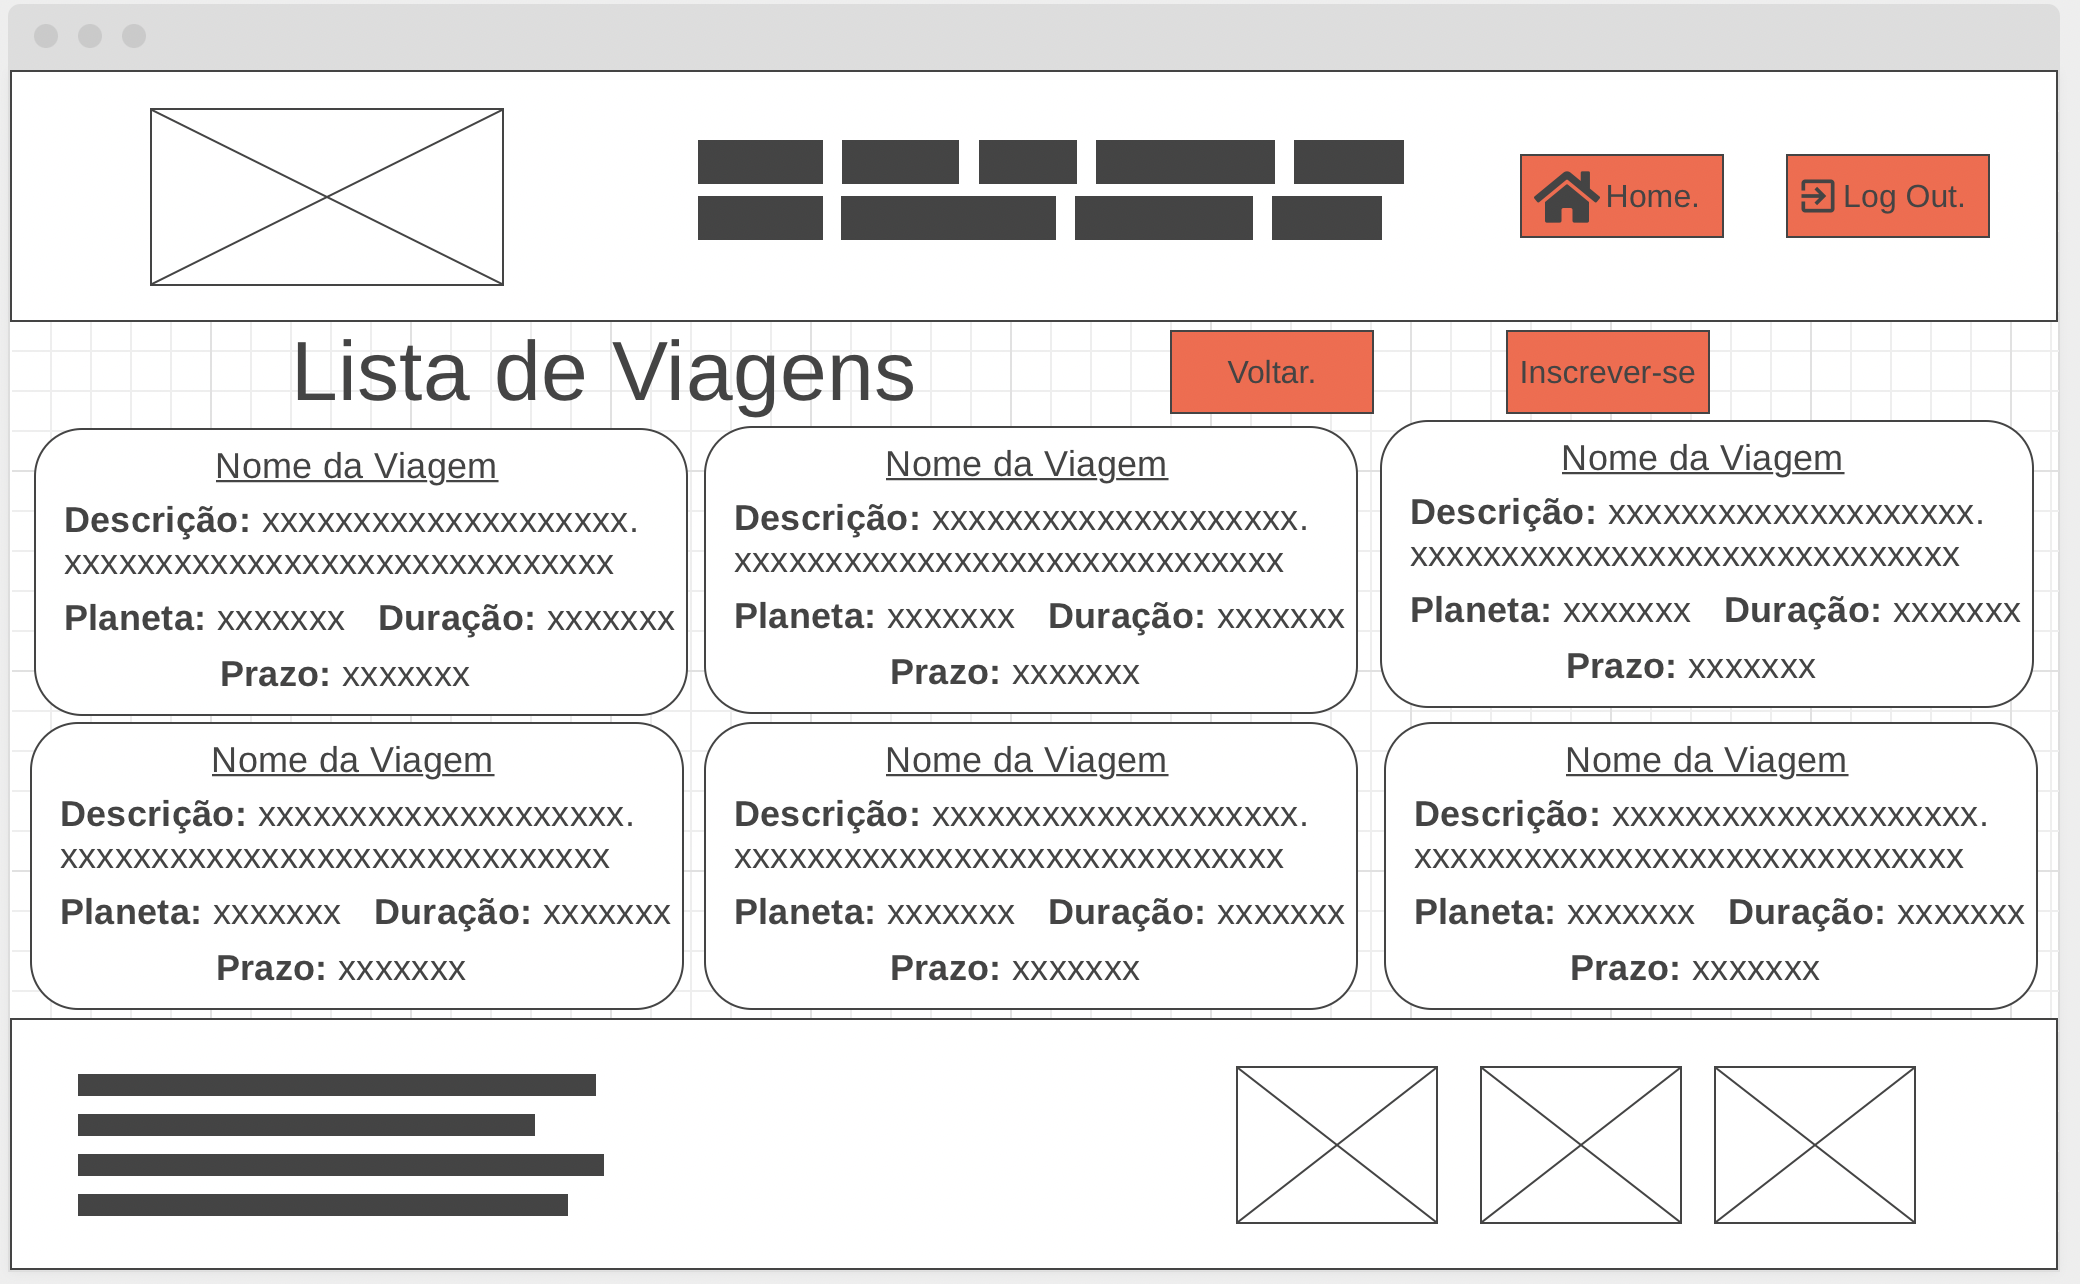 Home.
Log Out.
Lista de Viagens
Voltar.
Inscrever-se
Nome da Viagem
Descrição: xxxxxxxxxxxxxxxxxxxx.
xxxxxxxxxxxxxxxxxxxxxxxxxxxxxx
Planeta: xxxxxxx Duração: xxxxxxx
Prazo: xxxxxxx
Nome da Viagem
Descrição: xxxxxxxxxxxxxxxxxxxx.
xxxxxxxxxxxxxxxxxxxxxxxxxxxxxx
Planeta: xxxxxxx Duração: xxxxxxx
Prazo: xxxxxxx
Nome da Viagem
Descrição: xxxxxxxxxxxxxxxxxxxx.
xxxxxxxxxxxxxxxxxxxxxxxxxxxxxx
Planeta: xxxxxxx Duração: xxxxxxx
Prazo: xxxxxxx
Nome da Viagem
Descrição: xxxxxxxxxxxxxxxxxxxx.
xxxxxxxxxxxxxxxxxxxxxxxxxxxxxx
Planeta: xxxxxxx Duração: xxxxxxx
Prazo: xxxxxxx
Nome da Viagem
Descrição: xxxxxxxxxxxxxxxxxxxx.
xxxxxxxxxxxxxxxxxxxxxxxxxxxxxx
Planeta: xxxxxxx Duração: xxxxxxx
Prazo: xxxxxxx
Nome da Viagem
Descrição: xxxxxxxxxxxxxxxxxxxx.
xxxxxxxxxxxxxxxxxxxxxxxxxxxxxx
Planeta: xxxxxxx Duração: xxxxxxx
Prazo: xxxxxxx